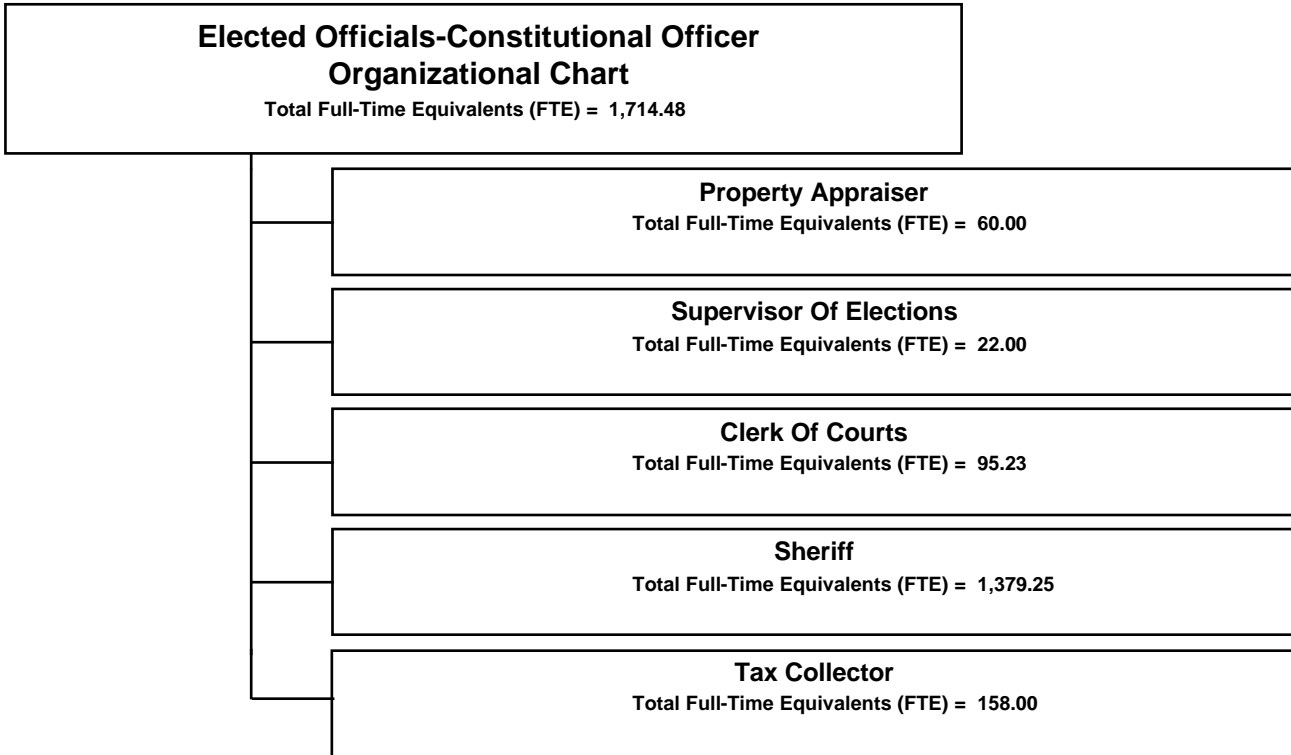 Elected Officials-Constitutional Officer
Organizational Chart
Total Full-Time Equivalents (FTE) = 1,714.48
Property Appraiser
Total Full-Time Equivalents (FTE) = 60.00
Supervisor Of Elections
Total Full-Time Equivalents (FTE) = 22.00
Clerk Of Courts
Total Full-Time Equivalents (FTE) = 95.23
Sheriff
Total Full-Time Equivalents (FTE) = 1,379.25
Tax Collector
Total Full-Time Equivalents (FTE) = 158.00